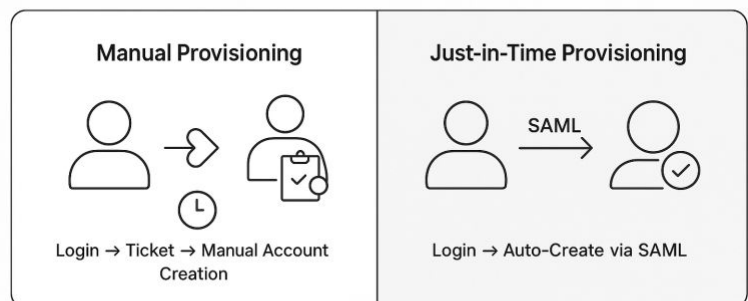 Manual Provisioning
Login → Ticket → Manual Account
Creation
Just-in-Time Provisioning
SAML
Login → Auto-Create via SAML